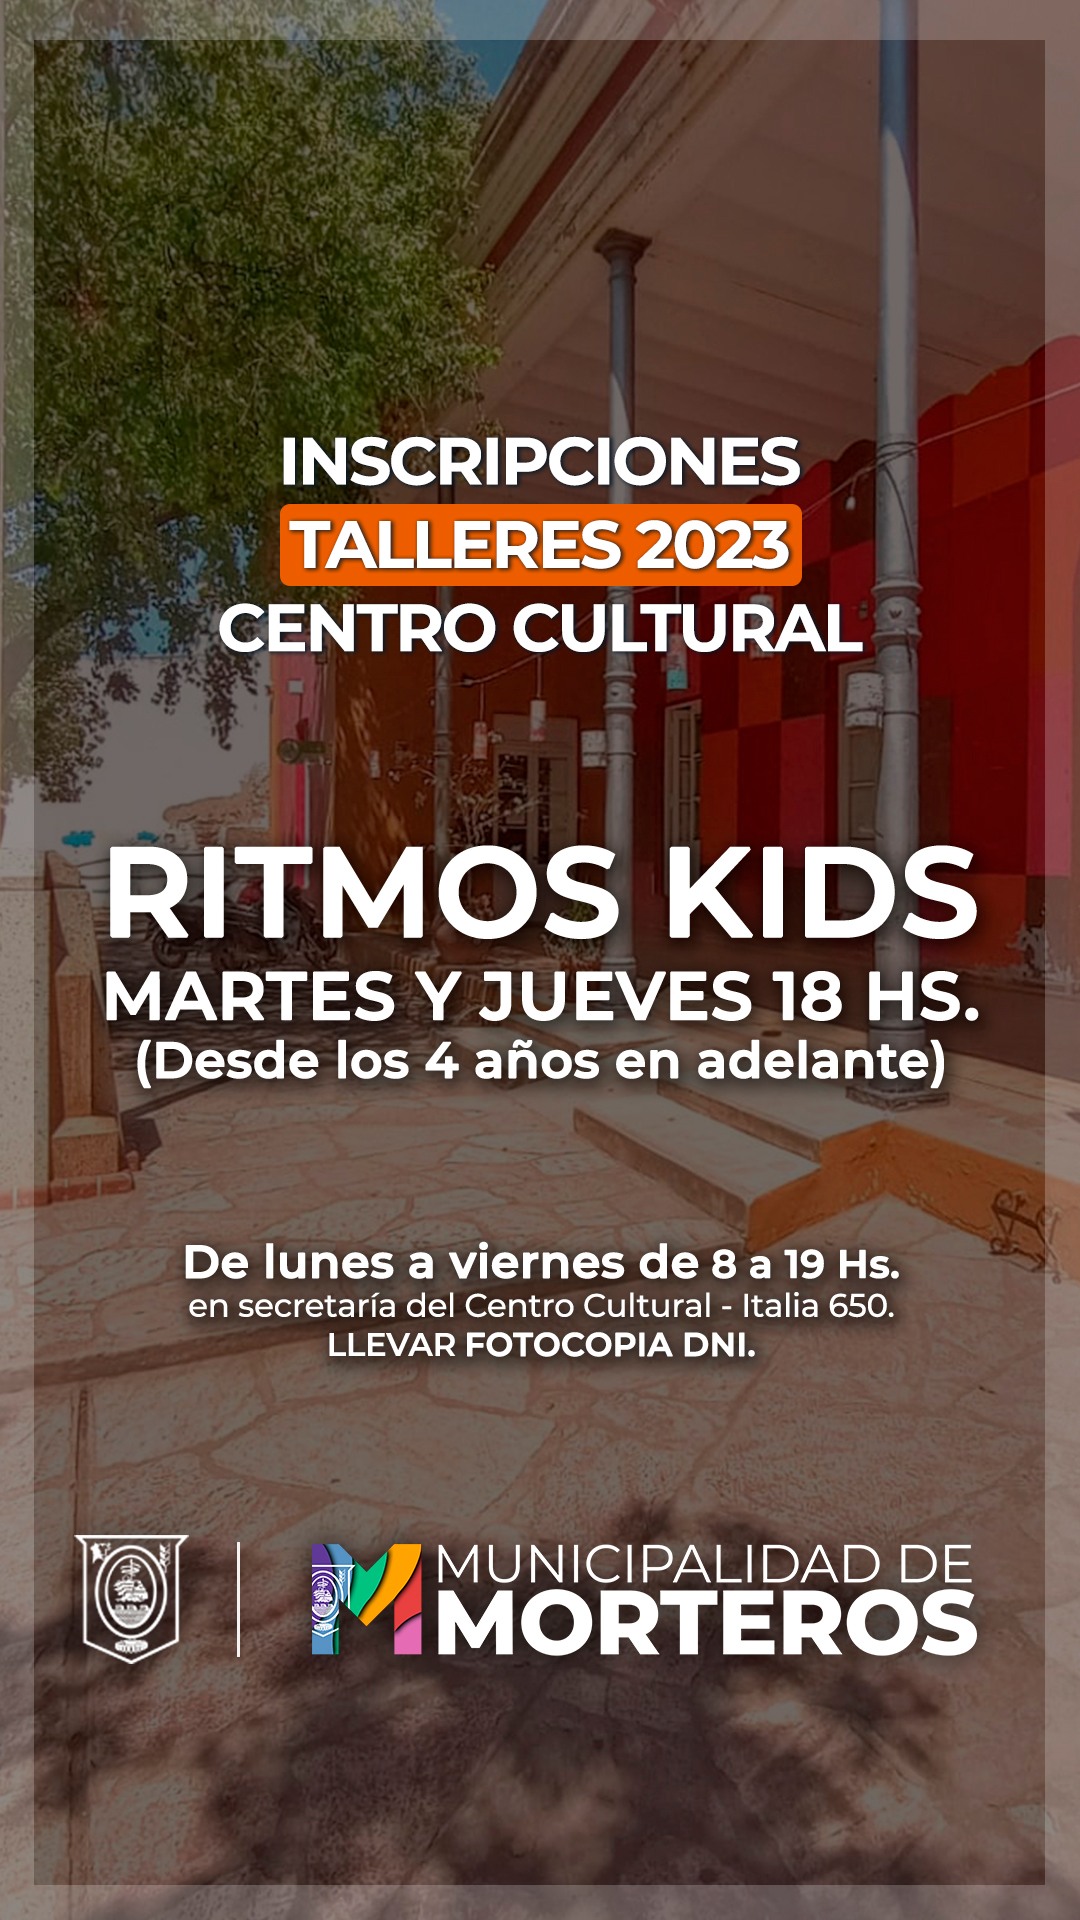 INSCRIPCIONES
TALLERES 2023
CENTRO CULTURAL
RITMOS KIDS
MARTES Y JUEVES 18 HS.
(Desde los 4 años en adelante)
De lunes a viernes de 8 a 19 Hs.
en secretaría del Centro Cultural - Italia 650.
LLEVAR FOTOCOPIA DNI.
MUNICIPALIDAD DE
MORTEROS